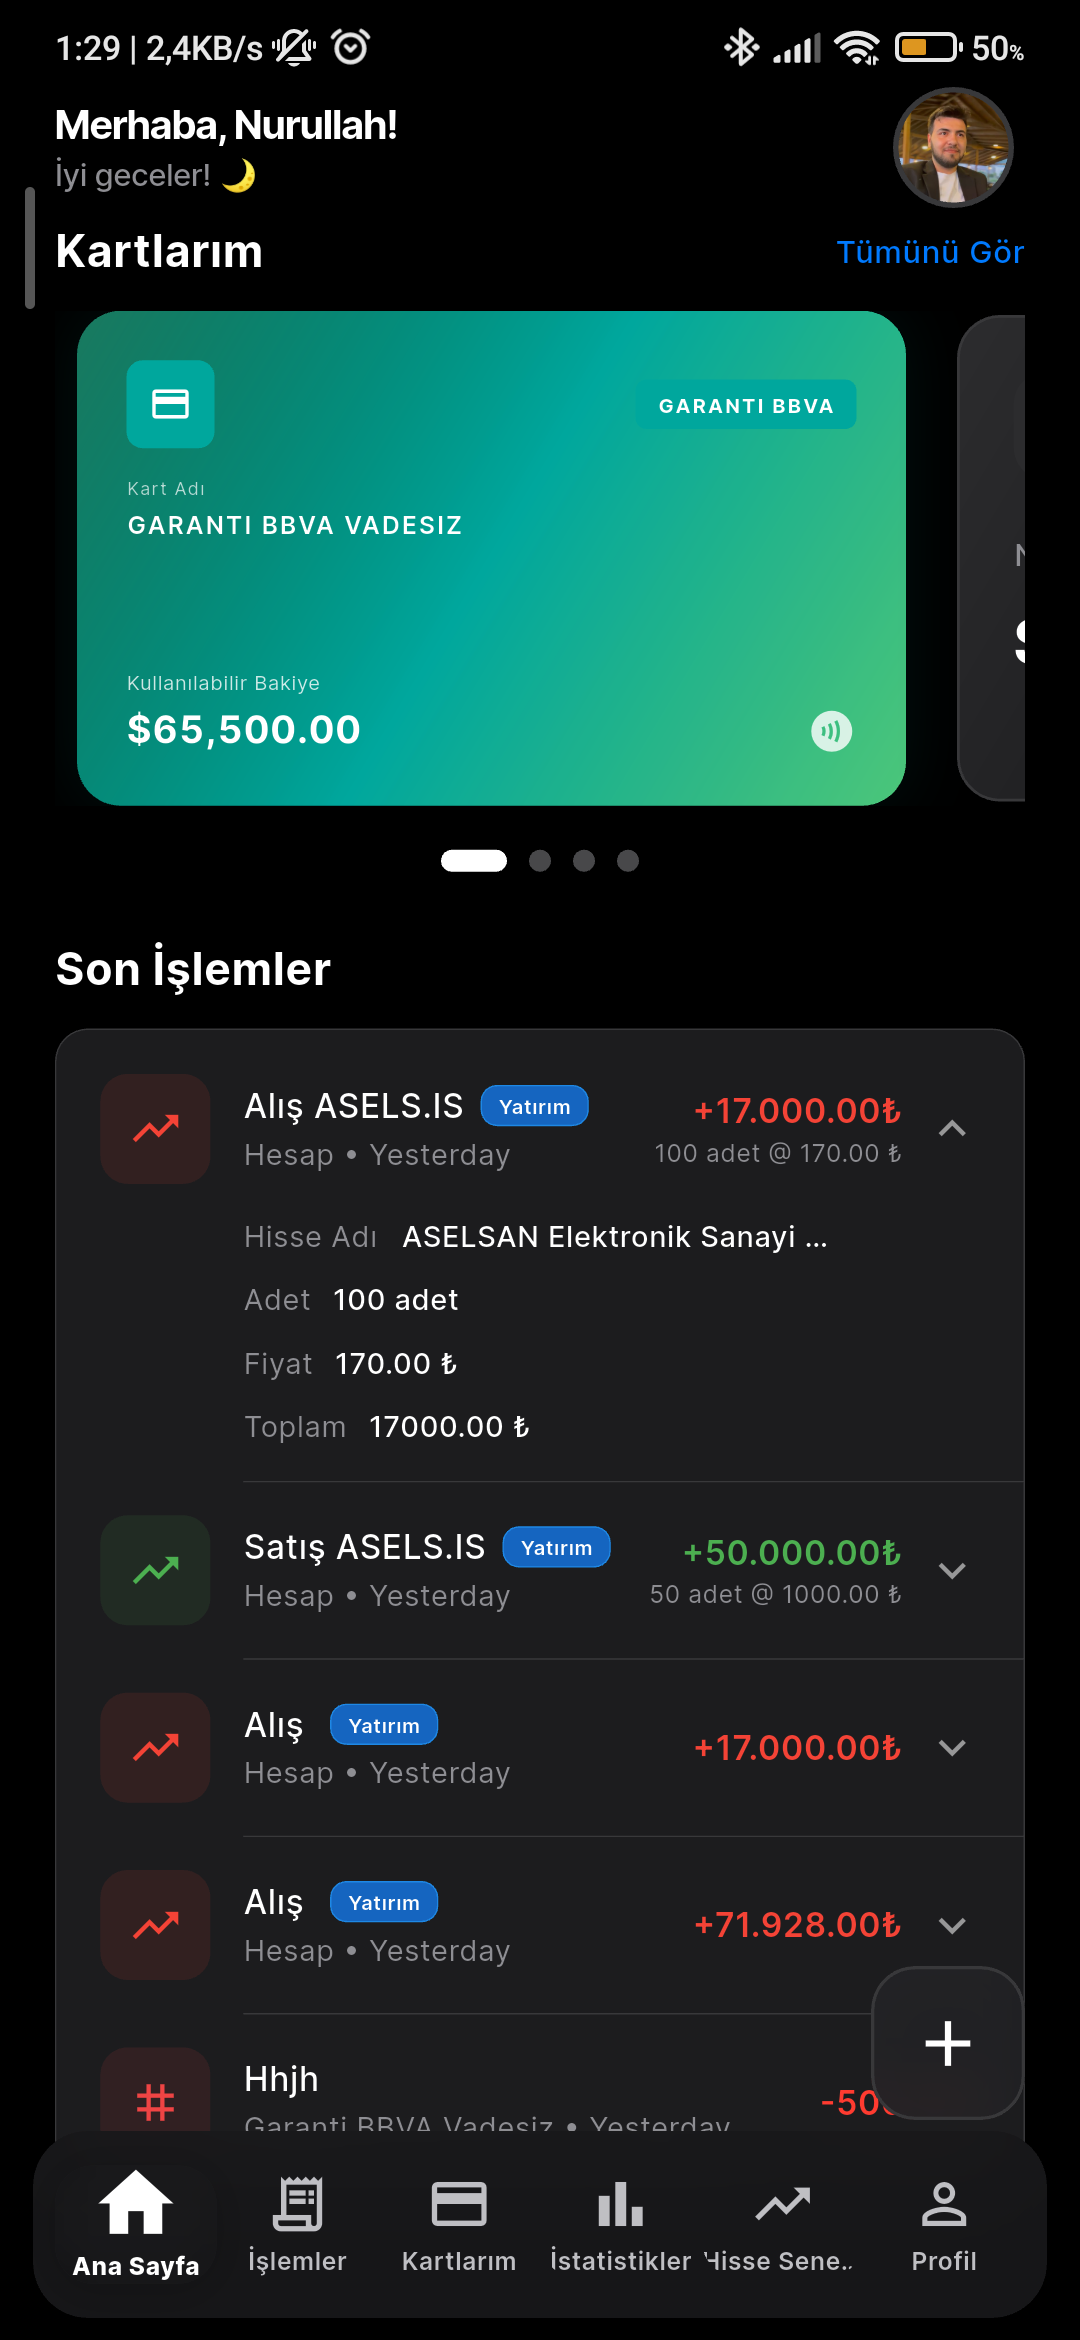 1:29 | 2,4KB/s 50%
Merhaba, Nurullah!
İyi geceler! 🌙
Kartlarım Tümünü Gör
GARANTI BBVA
Kart Adı
GARANTI BBVA VADESIZ
Kullanılabilir Bakiye
$65,500.00
Son İşlemler
Alış ASELS.IS Yatırım +17.000.00₺
Hesap • Yesterday 100 adet @ 170.00 ₺
Hisse Adı ASELSAN Elektronik Sanayi ...
Adet 100 adet
Fiyat 170.00 ₺
Toplam 17000.00 ₺
Satış ASELS.IS Yatırım +50.000.00₺
Hesap • Yesterday 50 adet @ 1000.00 ₺
Alış Yatırım +17.000.00₺
Hesap • Yesterday
Alış Yatırım +71.928.00₺
Hesap • Yesterday
Hhjh -50
Garanti BBVA Vadesiz • Yesterday
Ana Sayfa İşlemler Kartlarım İstatistikler Hisse Sene.. Profil